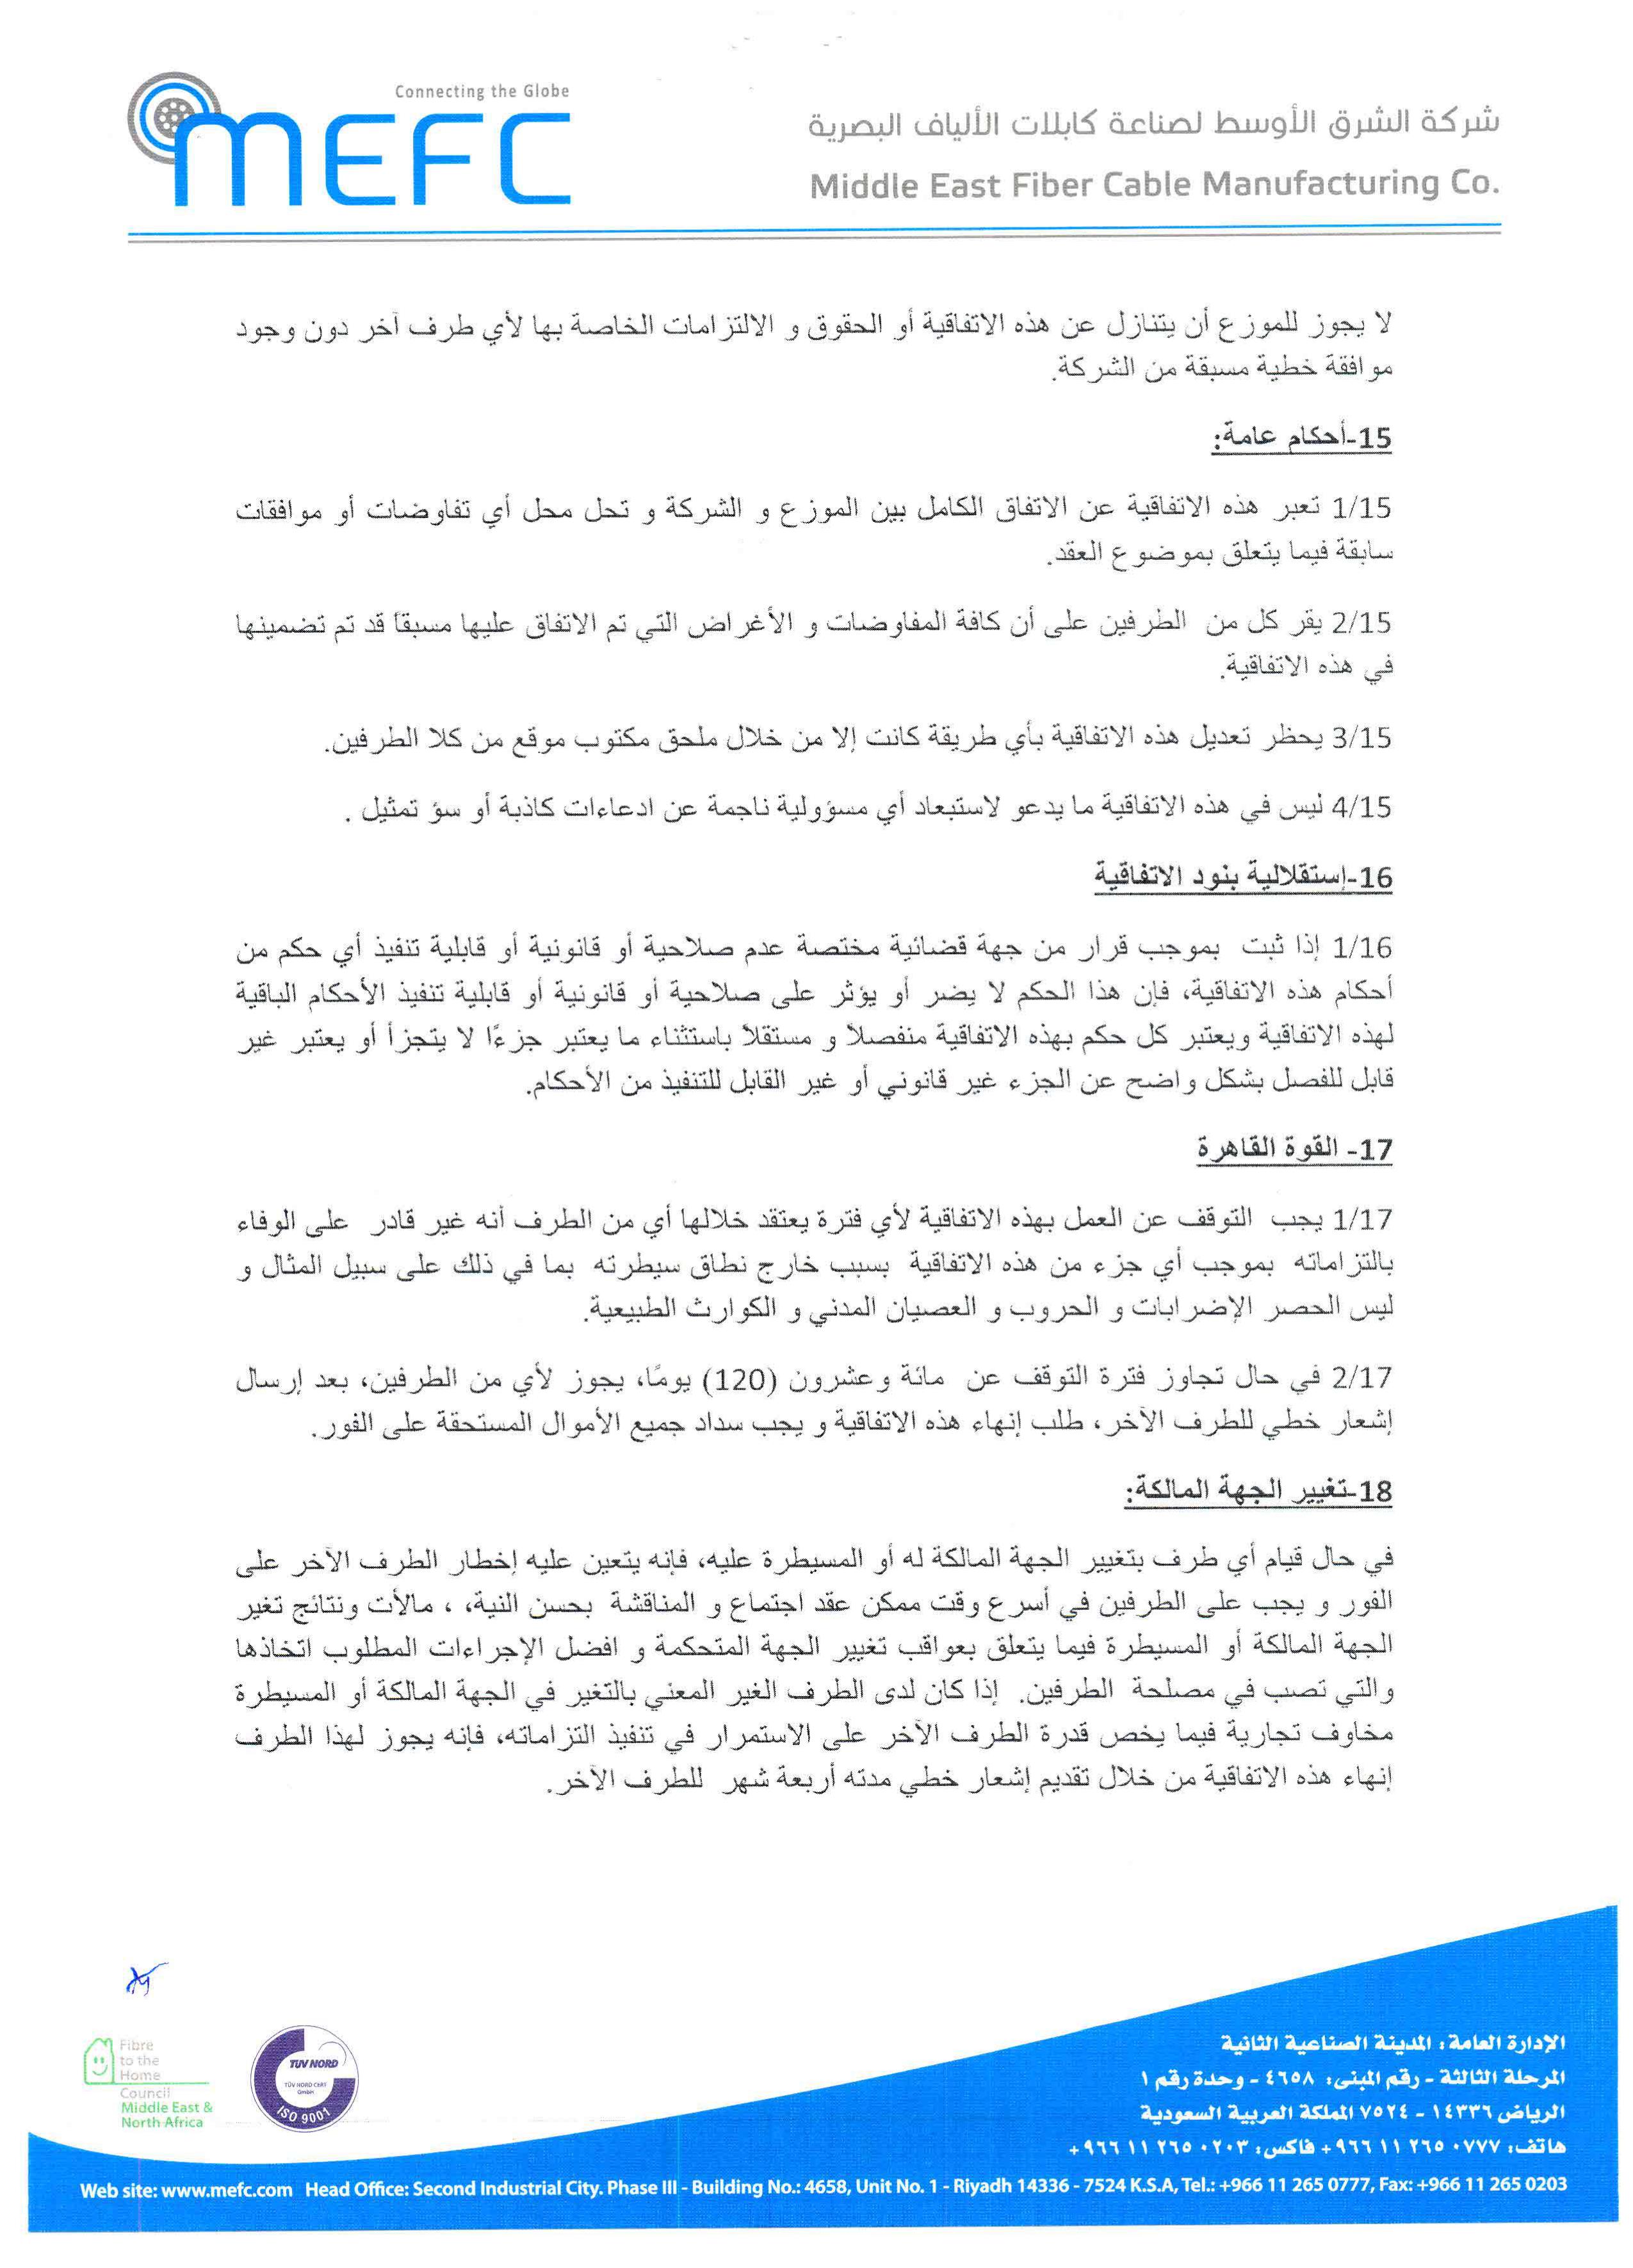 Connecting the Globe
MEFC
شركة الشرق الأوسط لصناعة كابلات الألياف البصرية
Middle East Fiber Cable Manufacturing Co.
لا يجوز للموزع أن يتنازل عن هذه الاتفاقية أو الحقوق و الالتزامات الخاصة بها لأي طرف آخر دون وجود
موافقة خطية مسبقة من الشركة.
15-أحكام عامة:
1/15 تعبر هذه الاتفاقية عن الاتفاق الكامل بين الموزع و الشركة و تحل محل أي تفاوضات أو موافقات
سابقة فيما يتعلق بموضوع العقد.
2/15 يقر كل من الطرفين على أن كافة المفاوضات و الأغراض التي تم الاتفاق عليها مسبقاً قد تم تضمينها
في هذه الاتفاقية.
3/15 يحظر تعديل هذه الاتفاقية بأي طريقة كانت إلا من خلال ملحق مكتوب موقع من كلا الطرفين.
4/15 ليس في هذه الاتفاقية ما يدعو لاستبعاد أي مسؤولية ناجمة عن ادعاءات كاذبة أو سؤ تمثيل .
16-إستقلالية بنود الاتفاقية
1/16 إذا ثبت بموجب قرار من جهة قضائية مختصة عدم صلاحية أو قانونية أو قابلية تنفيذ أي حكم من
أحكام هذه الاتفاقية، فإن هذا الحكم لا يضر أو يؤثر على صلاحية أو قانونية أو قابلية تنفيذ الأحكام الباقية
لهذه الاتفاقية ويعتبر كل حكم بهذه الاتفاقية منفصلاً و مستقلاً باستثناء ما يعتبر جزءًا لا يتجزأ أو يعتبر غير
قابل للفصل بشكل واضح عن الجزء غير قانوني أو غير القابل للتنفيذ من الأحكام.
17- القوة القاهرة
1/17 يجب التوقف عن العمل بهذه الاتفاقية لأي فترة يعتقد خلالها أي من الطرف أنه غير قادر على الوفاء
بالتزاماته بموجب أي جزء من هذه الاتفاقية بسبب خارج نطاق سيطرته بما في ذلك على سبيل المثال و
ليس الحصر الإضرابات و الحروب و العصيان المدني و الكوارث الطبيعية.
2/17 في حال تجاوز فترة التوقف عن مائة وعشرون (120) يومًا، يجوز لأي من الطرفين، بعد إرسال
إشعار خطي للطرف الآخر، طلب إنهاء هذه الاتفاقية و يجب سداد جميع الأموال المستحقة على الفور.
18-تغيير الجهة المالكة:
في حال قيام أي طرف بتغيير الجهة المالكة له أو المسيطرة عليه، فإنه يتعين عليه إخطار الطرف الآخر على
الفور و يجب على الطرفين في أسرع وقت ممكن عقد اجتماع و المناقشة بحسن النية، ، مالأت ونتائج تغير
الجهة المالكة أو المسيطرة فيما يتعلق بعواقب تغيير الجهة المتحكمة و افضل الإجراءات المطلوب اتخاذها
والتي تصب في مصلحة الطرفين. إذا كان لدى الطرف الغير المعني بالتغير في الجهة المالكة أو المسيطرة
مخاوف تجارية فيما يخص قدرة الطرف الآخر على الاستمرار في تنفيذ التزاماته، فإنه يجوز لهذا الطرف
إنهاء هذه الاتفاقية من خلال تقديم إشعار خطي مدته أربعة شهر للطرف الآخر.
Fibre
to the
Home
Council
Middle East &
North Africa
TUV NORD
TÜV NORD CERT
GmbH
ISO 9001
الإدارة العامة: المدينة الصناعية الثانية
المرحلة الثالثة - رقم المبنى: ٤٦٥٨ - وحدة رقم ١
الرياض ١٤٣٣٦ - ٧٥٢٤ المملكة العربية السعودية
هاتف: ٠٧٧٧ ٢٦٥ ١١ ٩٦٦+ فاكس: ٠٢٠٣ ٢٦٥ ١١ ٩٦٦+
Web site: www.mefc.com Head Office: Second Industrial City. Phase III - Building No.: 4658, Unit No. 1 - Riyadh 14336 - 7524 K.S.A, Tel.: +966 11 265 0777, Fax: +966 11 265 0203